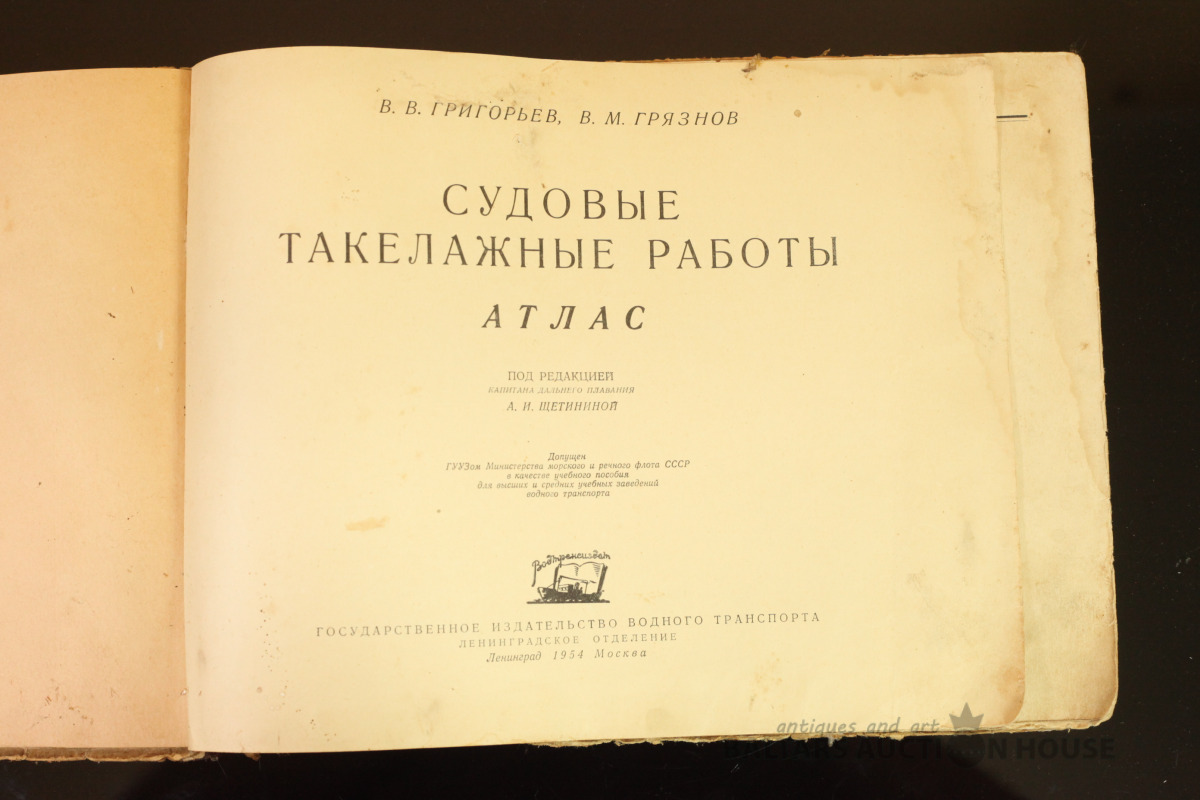 В. В. ГРИГОРЬЕВ, В. М. ГРЯЗНОВ
СУДОВЫЕ
ТАКЕЛАЖНЫЕ РАБОТЫ
АТЛАС
ПОД РЕДАКЦИЕЙ
КАПИТАНА ДАЛЬНЕГО ПЛАВАНИЯ
А. И. ЩЕТИНИНОЙ
Допущен
ГУУЗом Министерства морского и речного флота СССР
в качестве учебного пособия
для высших и средних учебных заведений
водного транспорта
Водтрансиздат
ГОСУДАРСТВЕННОЕ ИЗДАТЕЛЬСТВО ВОДНОГО ТРАНСПОРТА
ЛЕНИНГРАДСКОЕ ОТДЕЛЕНИЕ
Ленинград 1954 Москва
antiques and art
AUCTION HOUSE